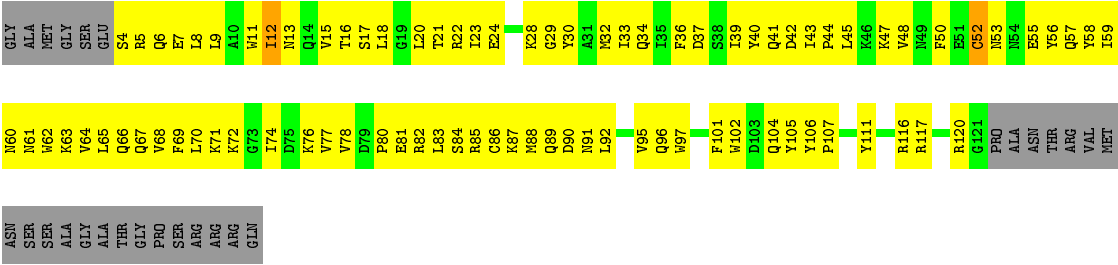 GLY ALA MET GLY SER GLU S4 R5 Q6 E7 L8 L9 A10 W11 I12 N13 Q14 V15 T16 S17 L18 G19 L20 T21 R22 I23 E24 K28 G29 Y30 A31 M32 I33 Q34 I35 F36 D37 S38 I39 Y40 Q41 D42 I43 P44 L45 K46 K47 V48 N49 F50 E51 C52 N53 N54 E55 Y56 Q57 Y58 I59
N60 N61 W62 K63 V64 L65 Q66 Q67 V68 F69 L70 K71 K72 G73 I74 D75 K76 V77 V78 D79 P80 E81 R82 L83 S84 R85 C86 K87 M88 Q89 D90 N91 L92 V95 Q96 W97 F101 W102 D103 Q104 Y105 Y106 P107 Y111 R116 R117 R120 G121 PRO ALA ASN THR ARG VAL MET
ASN SER SER ALA GLY ALA THR GLY PRO SER ARG ARG ARG GLN